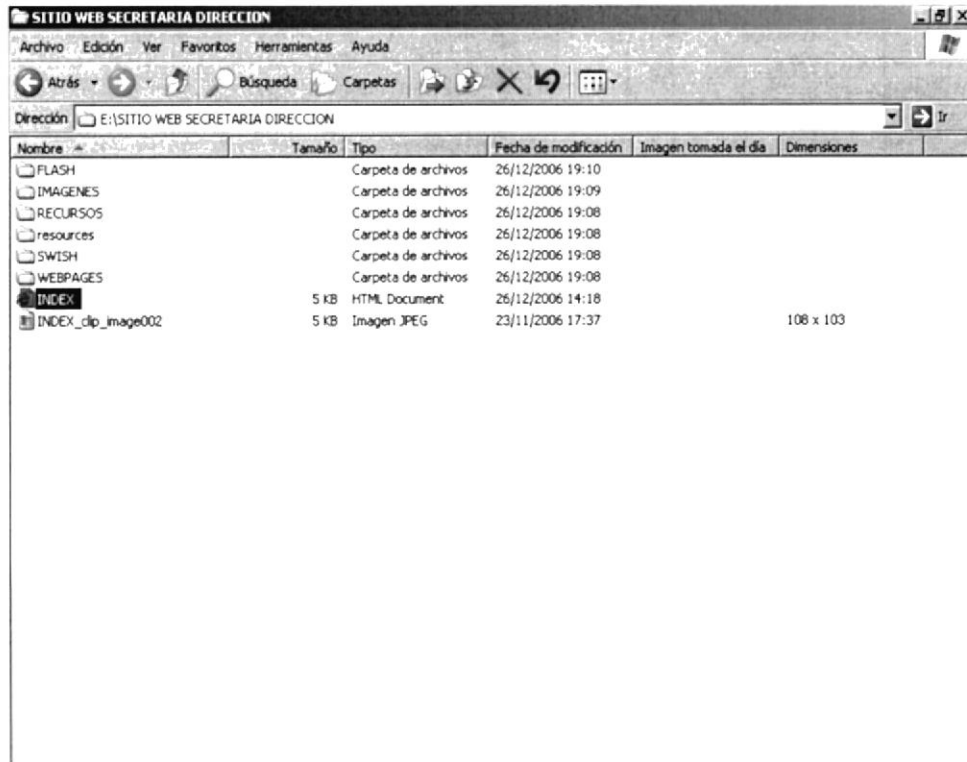 SITIO WEB SECRETARIA DIRECCION
Archivo Edición Ver Favoritos Herramientas Ayuda
Atrás Búsqueda Carpetas
Dirección E:\SITIO WEB SECRETARIA DIRECCION Ir
Nombre Tamaño Tipo Fecha de modificación Imagen tomada el día Dimensiones
FLASH Carpeta de archivos 26/12/2006 19:10
IMAGENES Carpeta de archivos 26/12/2006 19:09
RECURSOS Carpeta de archivos 26/12/2006 19:08
resources Carpeta de archivos 26/12/2006 19:08
SWISH Carpeta de archivos 26/12/2006 19:08
WEBPAGES Carpeta de archivos 26/12/2006 19:08
INDEX 5 KB HTML Document 26/12/2006 14:18
INDEX_clip_image002 5 KB Imagen JPEG 23/11/2006 17:37 108 x 103